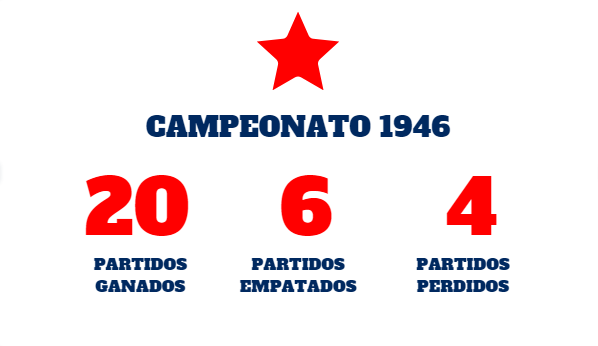 CAMPEONATO 1946
20 6 4
PARTIDOS PARTIDOS PARTIDOS
GANADOS EMPATADOS PERDIDOS